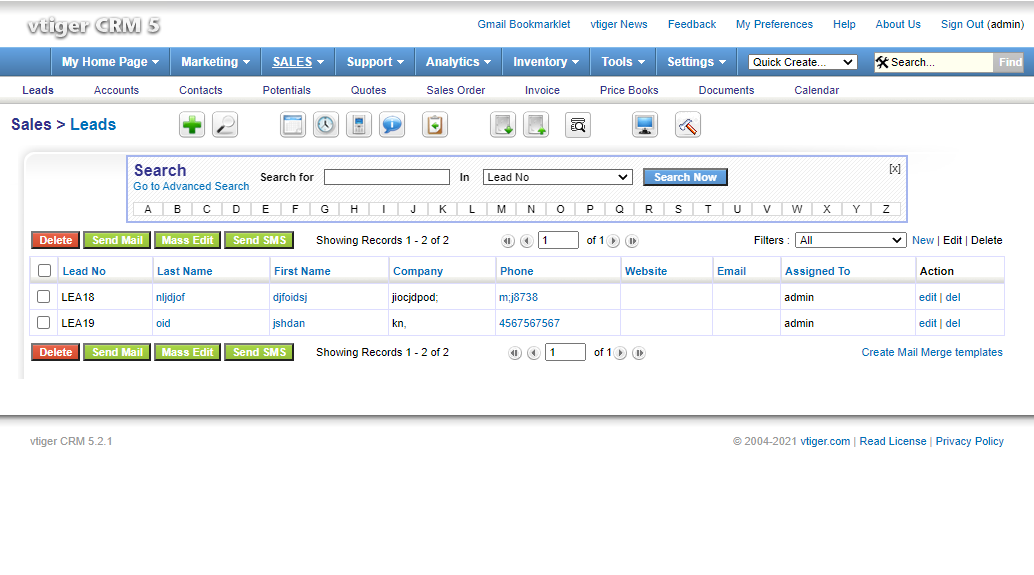 vtiger CRM 5
Gmail Bookmarklet vtiger News Feedback My Preferences Help About Us Sign Out (admin)
My Home Page Marketing SALES Support Analytics Inventory Tools Settings Quick Create... Search... Find
Leads Accounts Contacts Potentials Quotes Sales Order Invoice Price Books Documents Calendar
Sales > Leads
Search [x]
Go to Advanced Search Search for In Lead No Search Now
A B C D E F G H I J K L M N O P Q R S T U V W X Y Z
Delete Send Mail Mass Edit Send SMS Showing Records 1 - 2 of 2 1 of 1 Filters : All New | Edit | Delete
Lead No Last Name First Name Company Phone Website Email Assigned To Action
LEA18 nljdjof djfoidsj jiocjdpod; m;j8738 admin edit | del
LEA19 oid jshdan kn, 4567567567 admin edit | del
Delete Send Mail Mass Edit Send SMS Showing Records 1 - 2 of 2 1 of 1 Create Mail Merge templates
vtiger CRM 5.2.1 © 2004-2021 vtiger.com | Read License | Privacy Policy